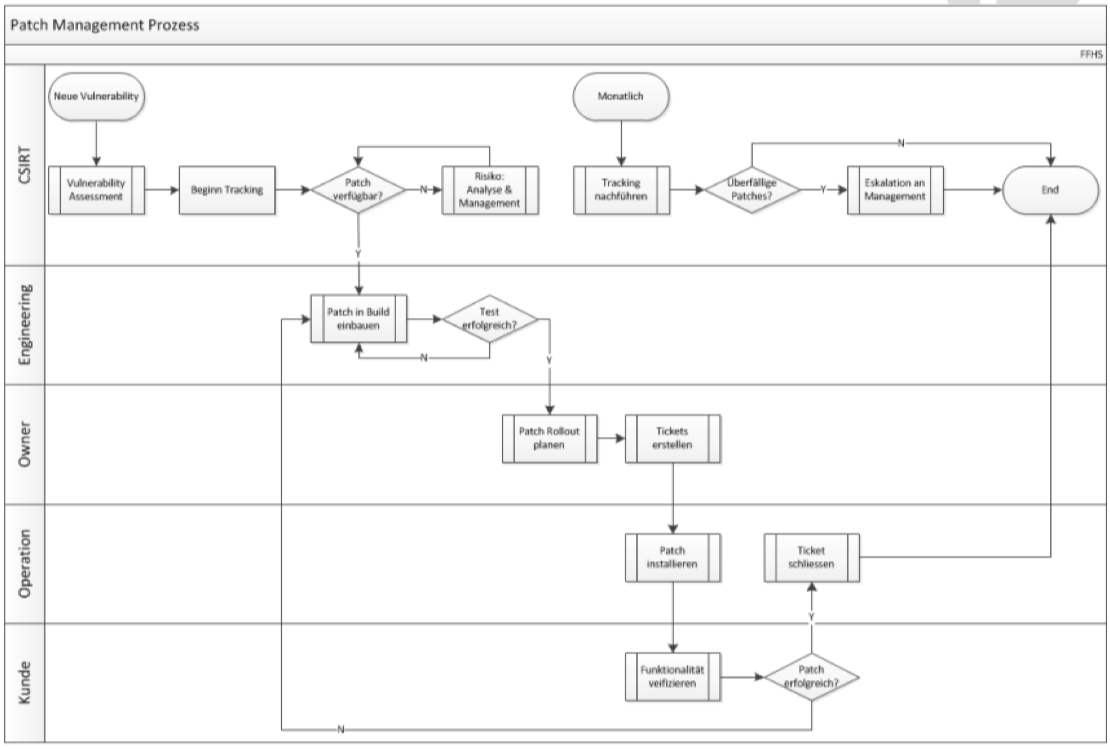 Patch Management Prozess
FFHS
CSIRT
Neue Vulnerability
Monatlich
Vulnerability
Assessment
Beginn Tracking
Patch
verfügbar?
N
Risiko:
Analyse &
Management
Tracking
nachführen
Überfällige
Patches?
N
Y
Eskalation an
Management
End
Y
Engineering
Patch in Build
einbauen
Test
erfolgreich?
N
Y
Owner
Patch Rollout
planen
Tickets
erstellen
Operation
Patch
installieren
Ticket
schliessen
Y
Kunde
Funktionalität
veifizieren
Patch
erfolgreich?
N